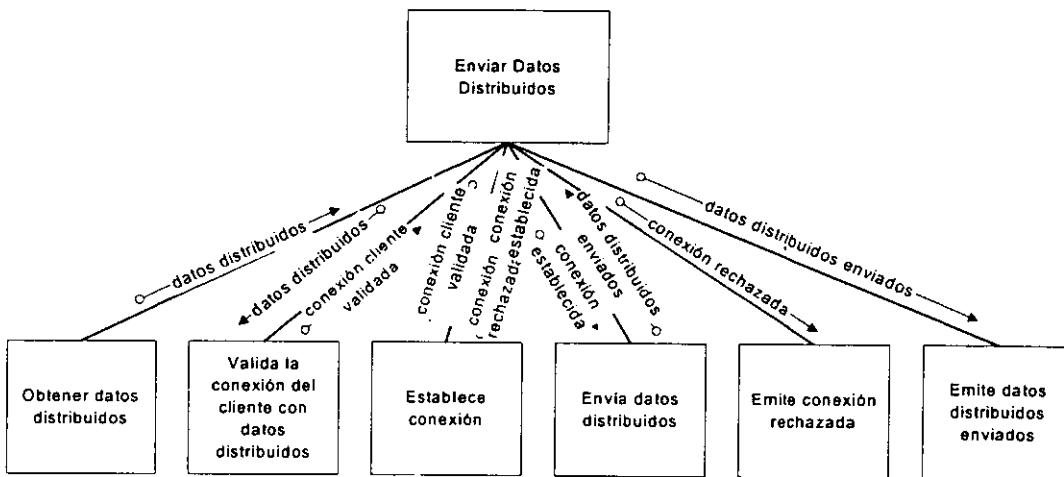 Enviar Datos
Distribuidos
datos distribuidos
datos distribuidos
conexión cliente
validada
conexión cliente
validada
conexión
rechazada
conexión
establecida
datos distribuidos
enviados
conexión
establecida
conexión rechazada
datos distribuidos enviados
Obtener datos
distribuidos
Valida la
conexión del
cliente con
datos
distribuidos
Establece
conexión
Envía datos
distribuidos
Emite conexión
rechazada
Emite datos
distribuidos
enviados